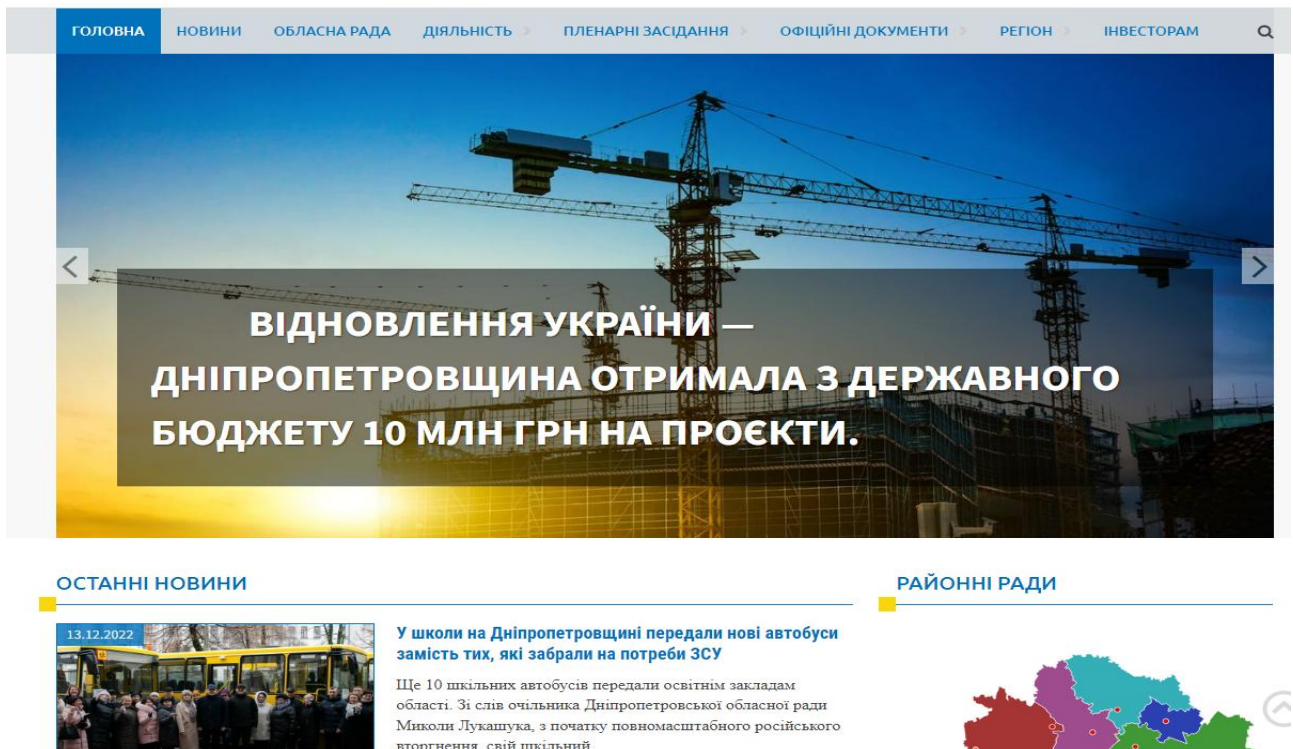 ГОЛОВНА НОВИНИ ОБЛАСНА РАДА ДІЯЛЬНІСТЬ ПЛЕНАРНІ ЗАСІДАННЯ ОФІЦІЙНІ ДОКУМЕНТИ РЕГІОН ІНВЕСТОРАМ
ВІДНОВЛЕННЯ УКРАЇНИ —
ДНІПРОПЕТРОВЩИНА ОТРИМАЛА З ДЕРЖАВНОГО
БЮДЖЕТУ 10 МЛН ГРН НА ПРОЄКТИ.
ОСТАННІ НОВИНИ
13.12.2022
У школи на Дніпропетровщині передали нові автобуси
замість тих, які забрали на потреби ЗСУ
Ще 10 шкільних автобусів передали освітнім закладам
області. Зі слів очільника Дніпропетровської обласної ради
Миколи Лукашука, з початку повномасштабного російського
вторгнення, свій шкільний
РАЙОННІ РАДИ